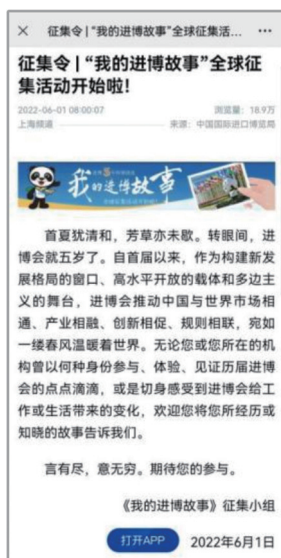 征集令 | “我的进博故事”全球征集活...
征集令 | “我的进博故事”全球征
集活动开始啦！
2022-06-01 08:00:07
浏览量：18.9万
上海频道
来源：中国国际进口博览局
我的进博故事
首夏犹清和，芳草亦未歇。转眼间，进
博会就五岁了。自首届以来，作为构建新发
展格局的窗口、高水平开放的载体和多边主
义的舞台，进博会推动中国与世界市场相
通、产业相融、创新相促、规则相联，宛如
一缕春风温暖着世界。无论您或您所在的机
构曾以何种身份参与、体验、见证历届进博
会的点点滴滴，或是切身感受到进博会给工
作或生活带来的变化，欢迎您将您所经历或
知晓的故事告诉我们。
言有尽，意无穷。期待您的参与。
《我的进博故事》征集小组
打开APP
2022年6月1日